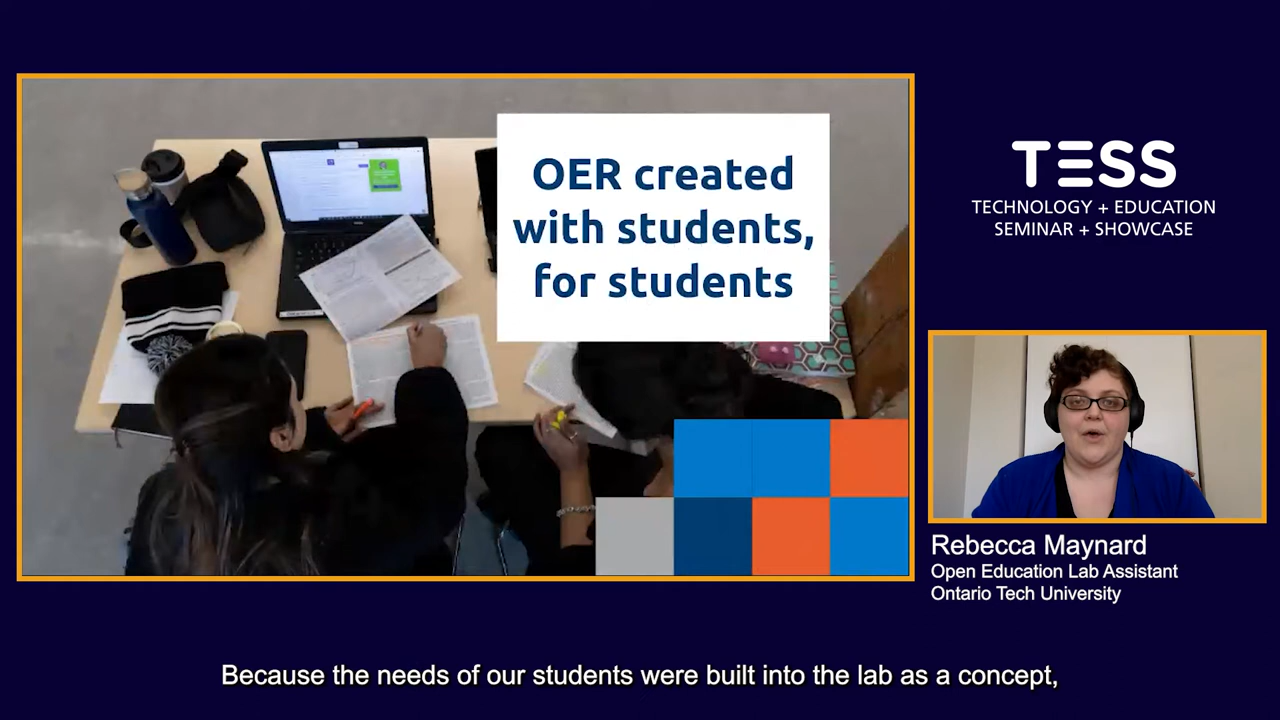 OER created
with students,
for students
TESS
TECHNOLOGY + EDUCATION
SEMINAR + SHOWCASE
Rebecca Maynard
Open Education Lab Assistant
Ontario Tech University
Because the needs of our students were built into the lab as a concept,